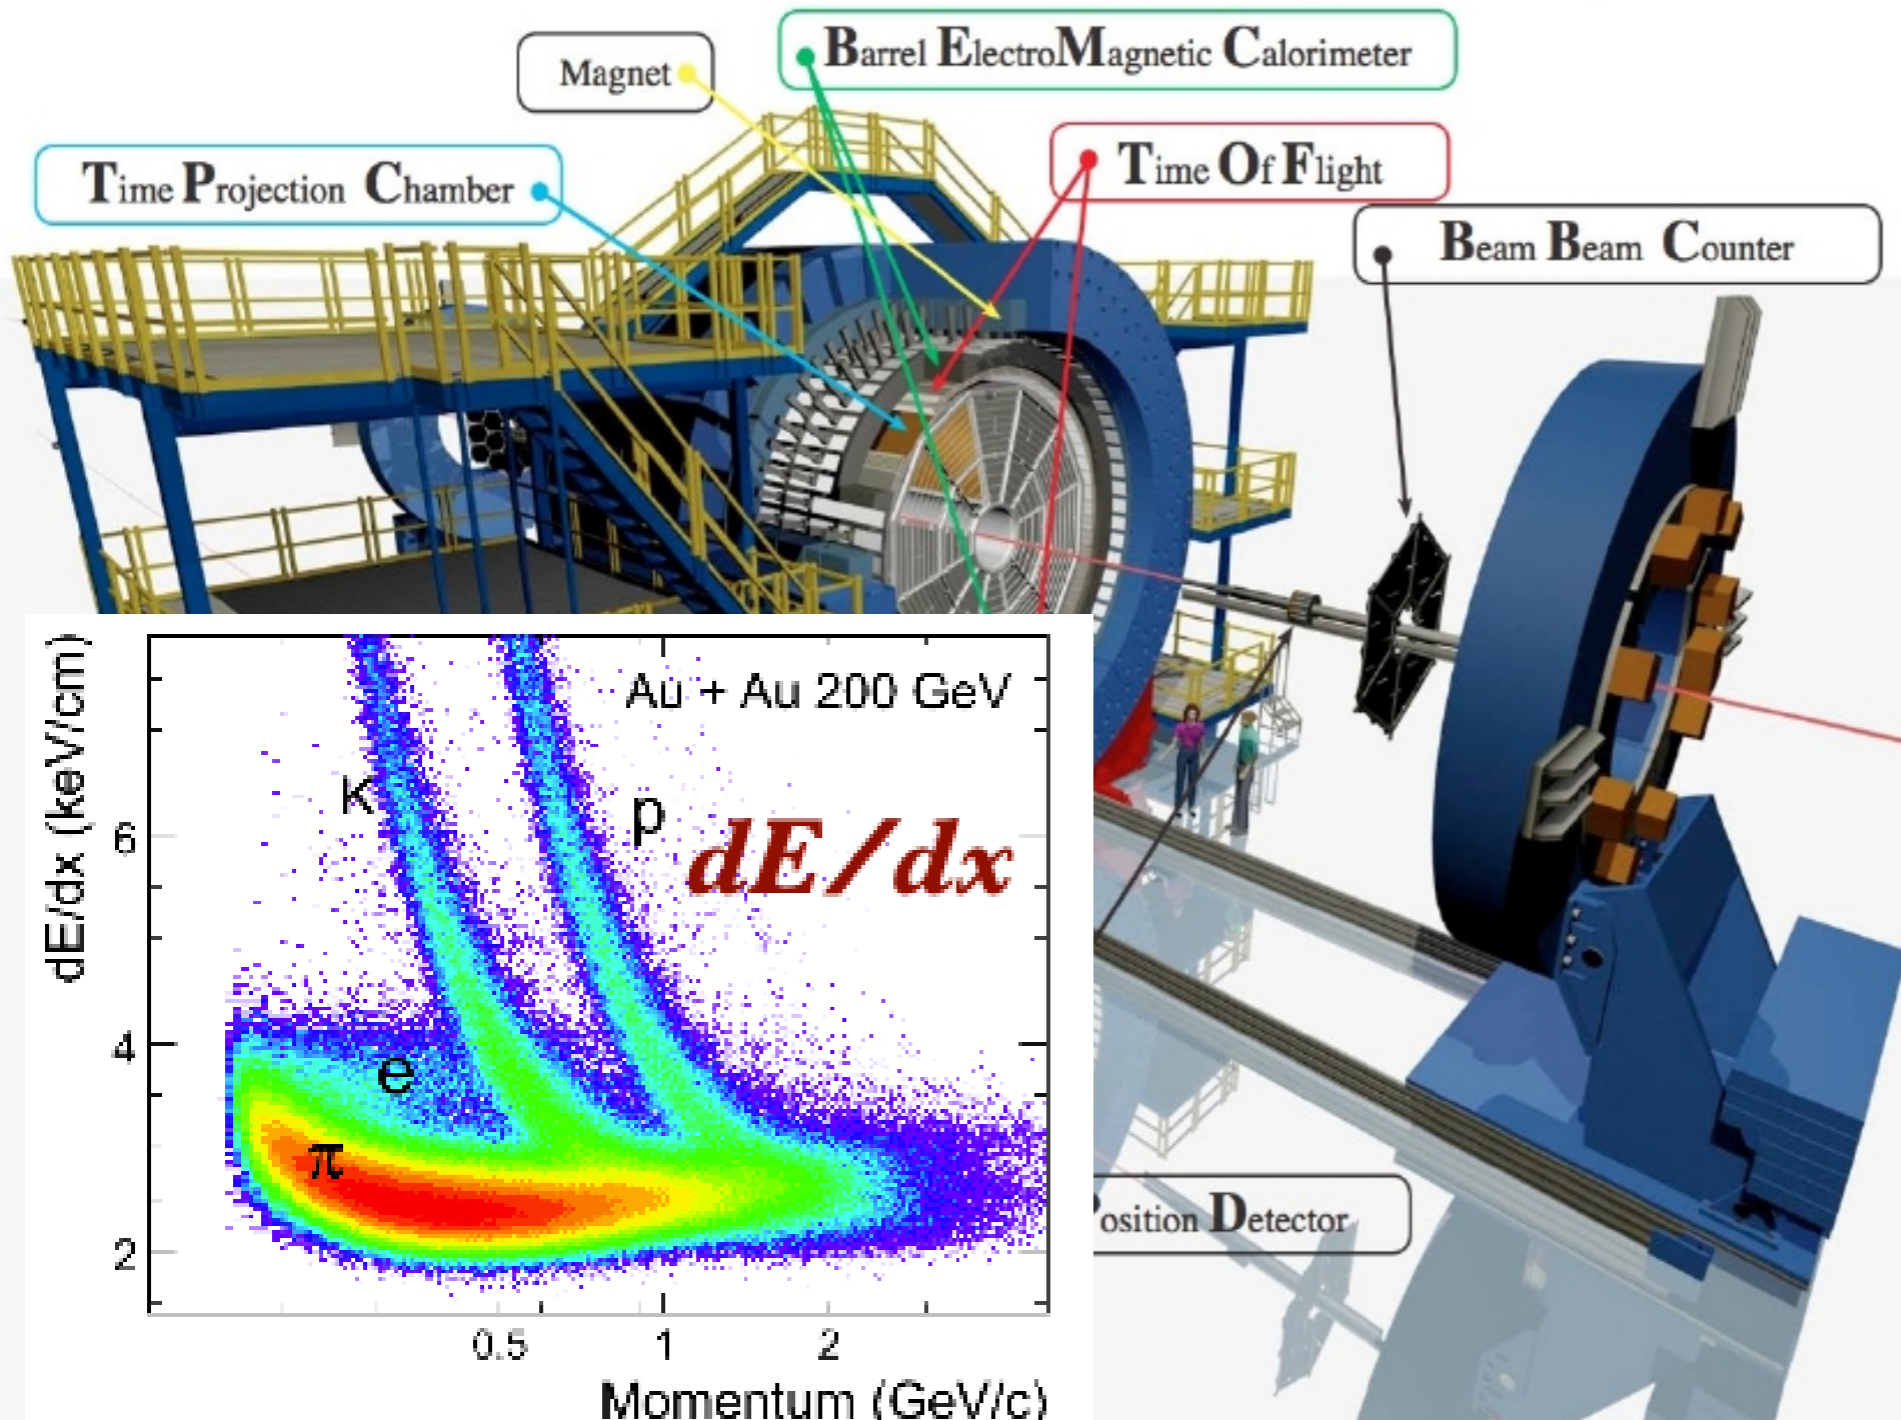 Barrel ElectroMagnetic Calorimeter
Magnet
Time Projection Chamber
Time Of Flight
Beam Beam Counter
dE/dx (keV/cm)
Au + Au 200 GeV
K
p
dE/dx
6
4
e
π
2
0.5 1 2
Momentum (GeV/c)
Position Detector